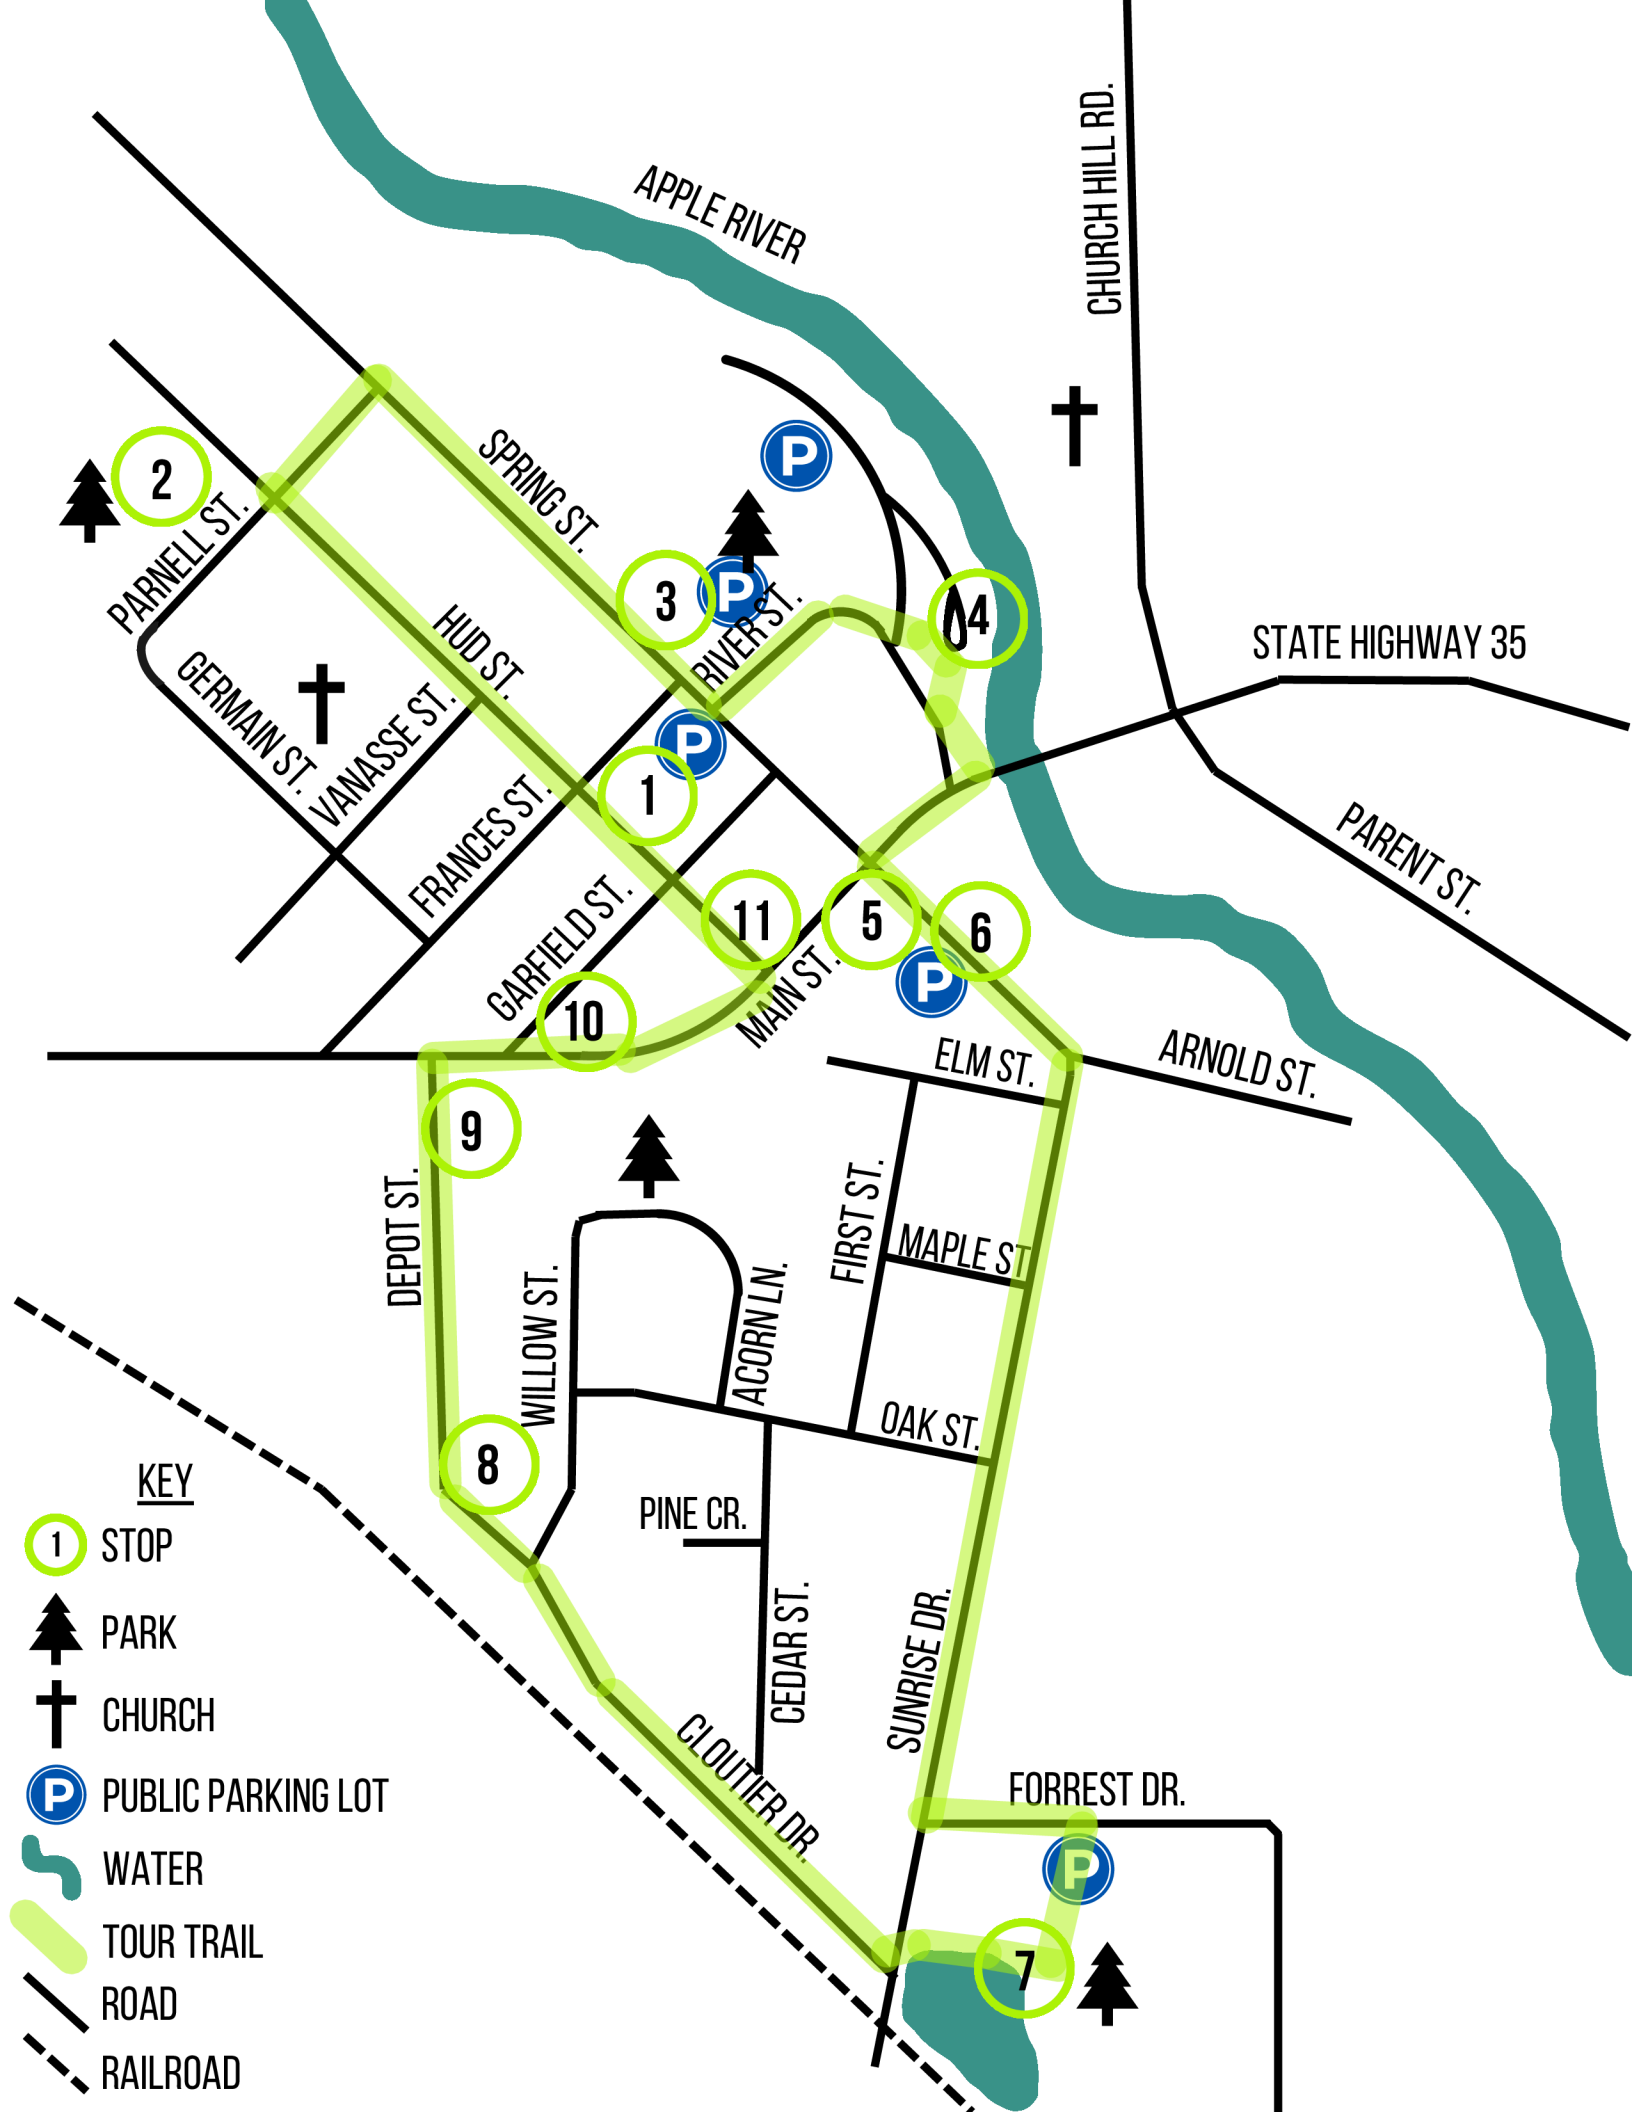 APPLE RIVER
CHURCH HILL RD.
SPRING ST.
P
2
PARNELL ST.
3
P
RIVER ST.
4
HUD ST.
STATE HIGHWAY 35
GERMAIN ST.
VANASSE ST.
P
1
FRANCES ST.
PARENT ST.
GARFIELD ST.
11
5
6
MAIN ST.
P
10
ELM ST.
ARNOLD ST.
9
DEPOT ST.
FIRST ST.
MAPLE ST
WILLOW ST.
ACORN LN.
OAK ST.
8
PINE CR.
CEDAR ST.
SUNRISE DR.
CLOUTIER DR.
FORREST DR.
P
7
KEY
1 STOP
PARK
CHURCH
P PUBLIC PARKING LOT
WATER
TOUR TRAIL
ROAD
RAILROAD